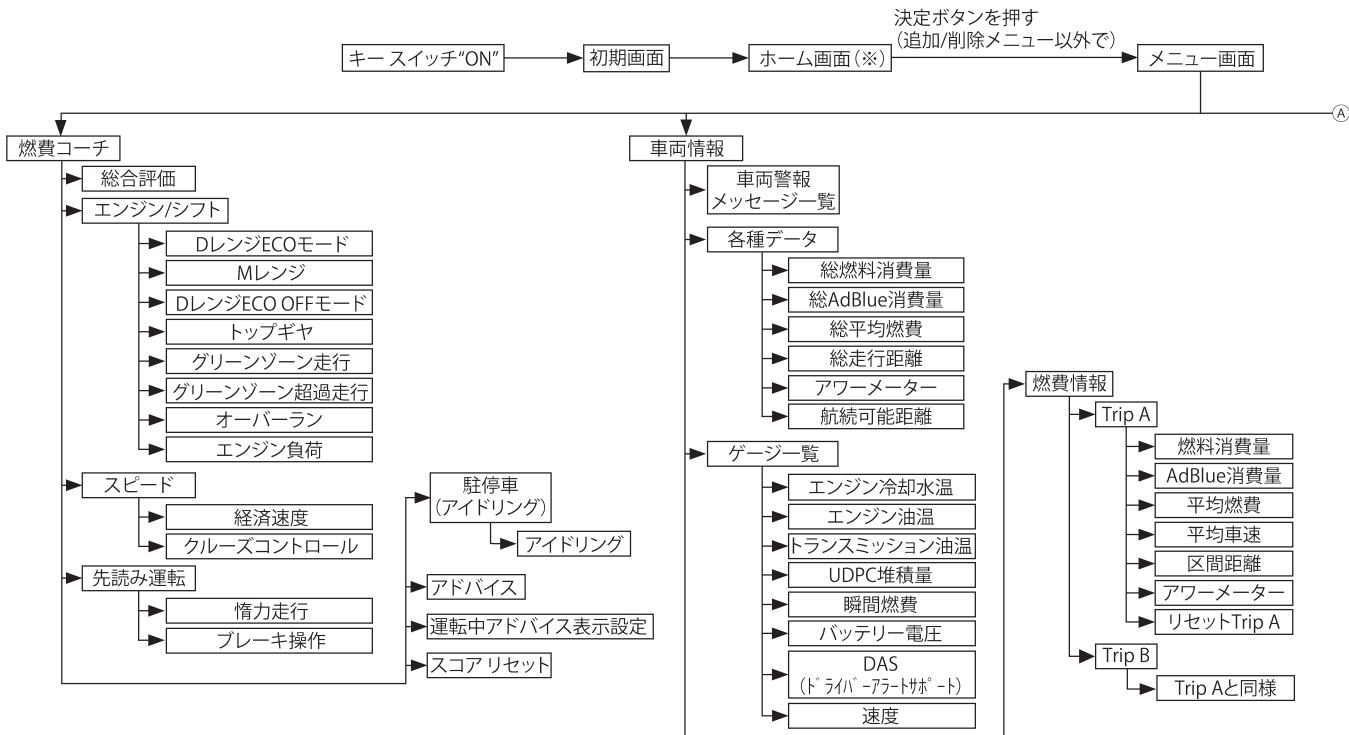 決定ボタンを押す
（追加/削除メニュー以外で）
キー スイッチ“ON”
初期画面
ホーム画面（※）
メニュー画面
Ⓐ
燃費コーチ
総合評価
エンジン/シフト
DレンジECOモード
Mレンジ
DレンジECO OFFモード
トップギヤ
グリーンゾーン走行
グリーンゾーン超過走行
オーバーラン
エンジン負荷
スピード
経済速度
クルーズコントロール
先読み運転
惰力走行
ブレーキ操作
駐停車
（アイドリング）
アイドリング
アドバイス
運転中アドバイス表示設定
スコア リセット
車両情報
車両警報
メッセージ一覧
各種データ
総燃料消費量
総AdBlue消費量
総平均燃費
総走行距離
アワーメーター
航続可能距離
ゲージ一覧
エンジン冷却水温
エンジン油温
トランスミッション油温
UDPC堆積量
瞬間燃費
バッテリー電圧
DAS
（ﾄﾞﾗｲﾊﾞｰｱﾗｰﾄｻﾎﾟｰﾄ）
速度
燃費情報
Trip A
燃料消費量
AdBlue消費量
平均燃費
平均車速
区間距離
アワーメーター
リセットTrip A
Trip B
Trip Aと同様